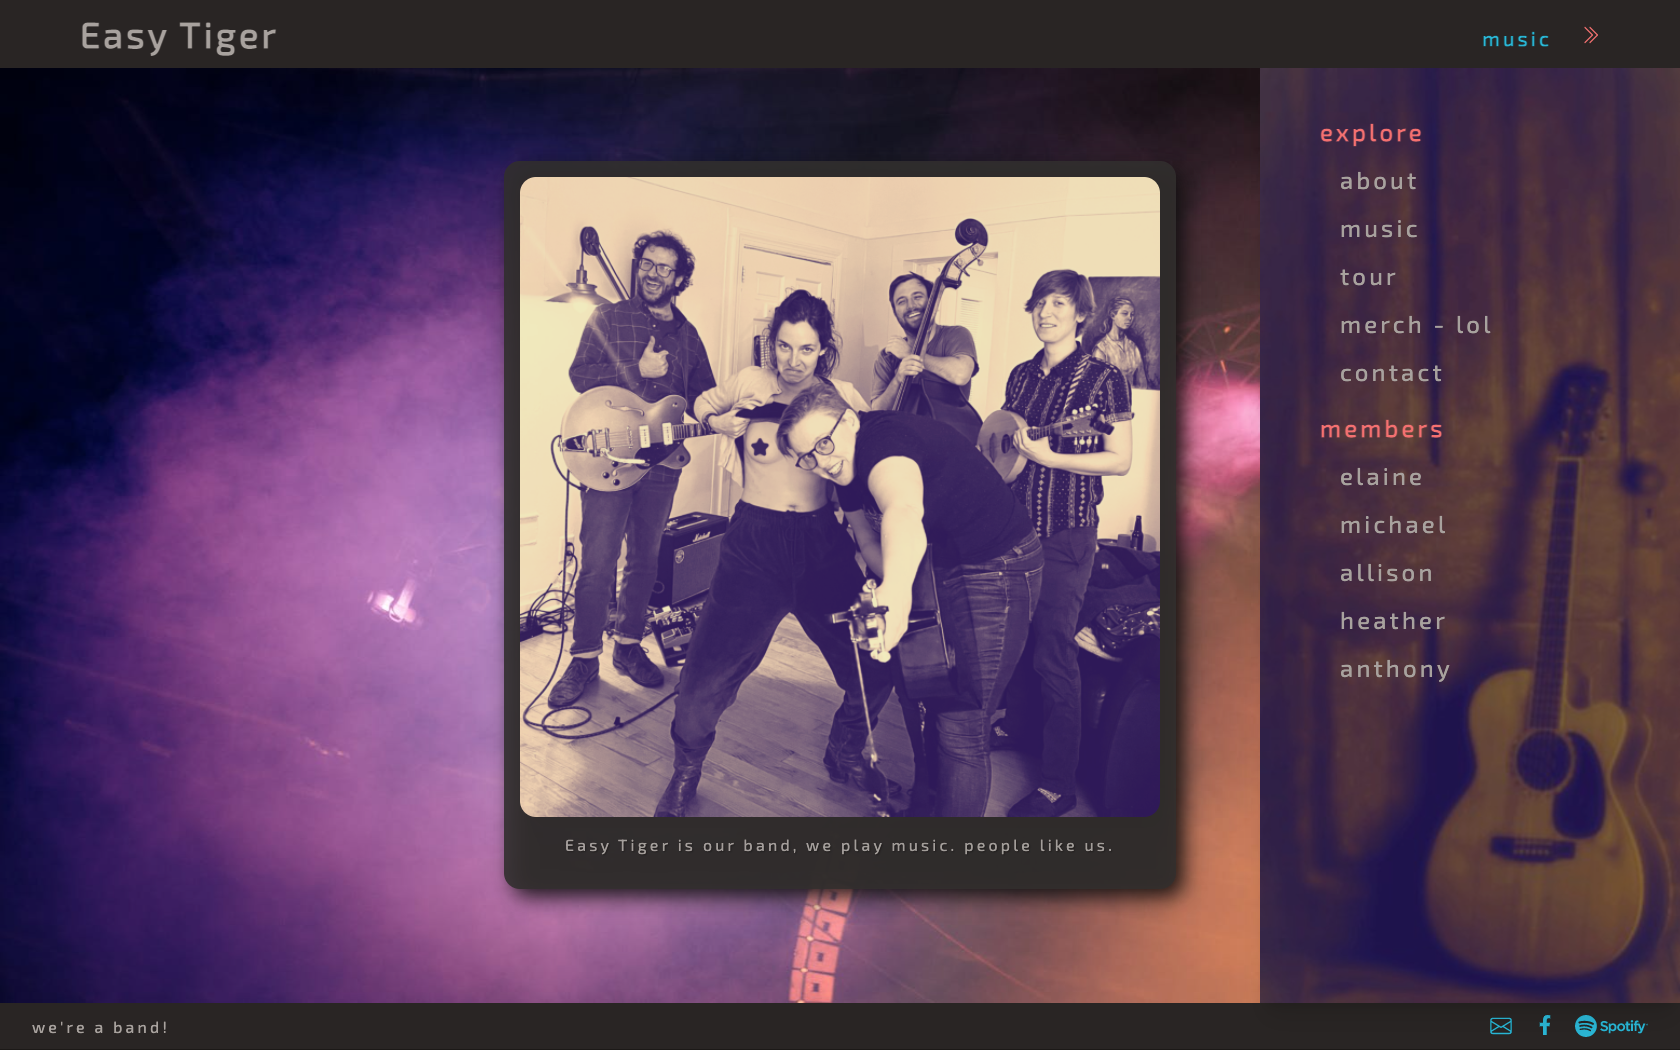 Easy Tiger
music
explore
about
music
tour
merch - lol
contact
members
elaine
michael
allison
heather
anthony
Marshall
Easy Tiger is our band, we play music. people like us.
we're a band!
Spotify